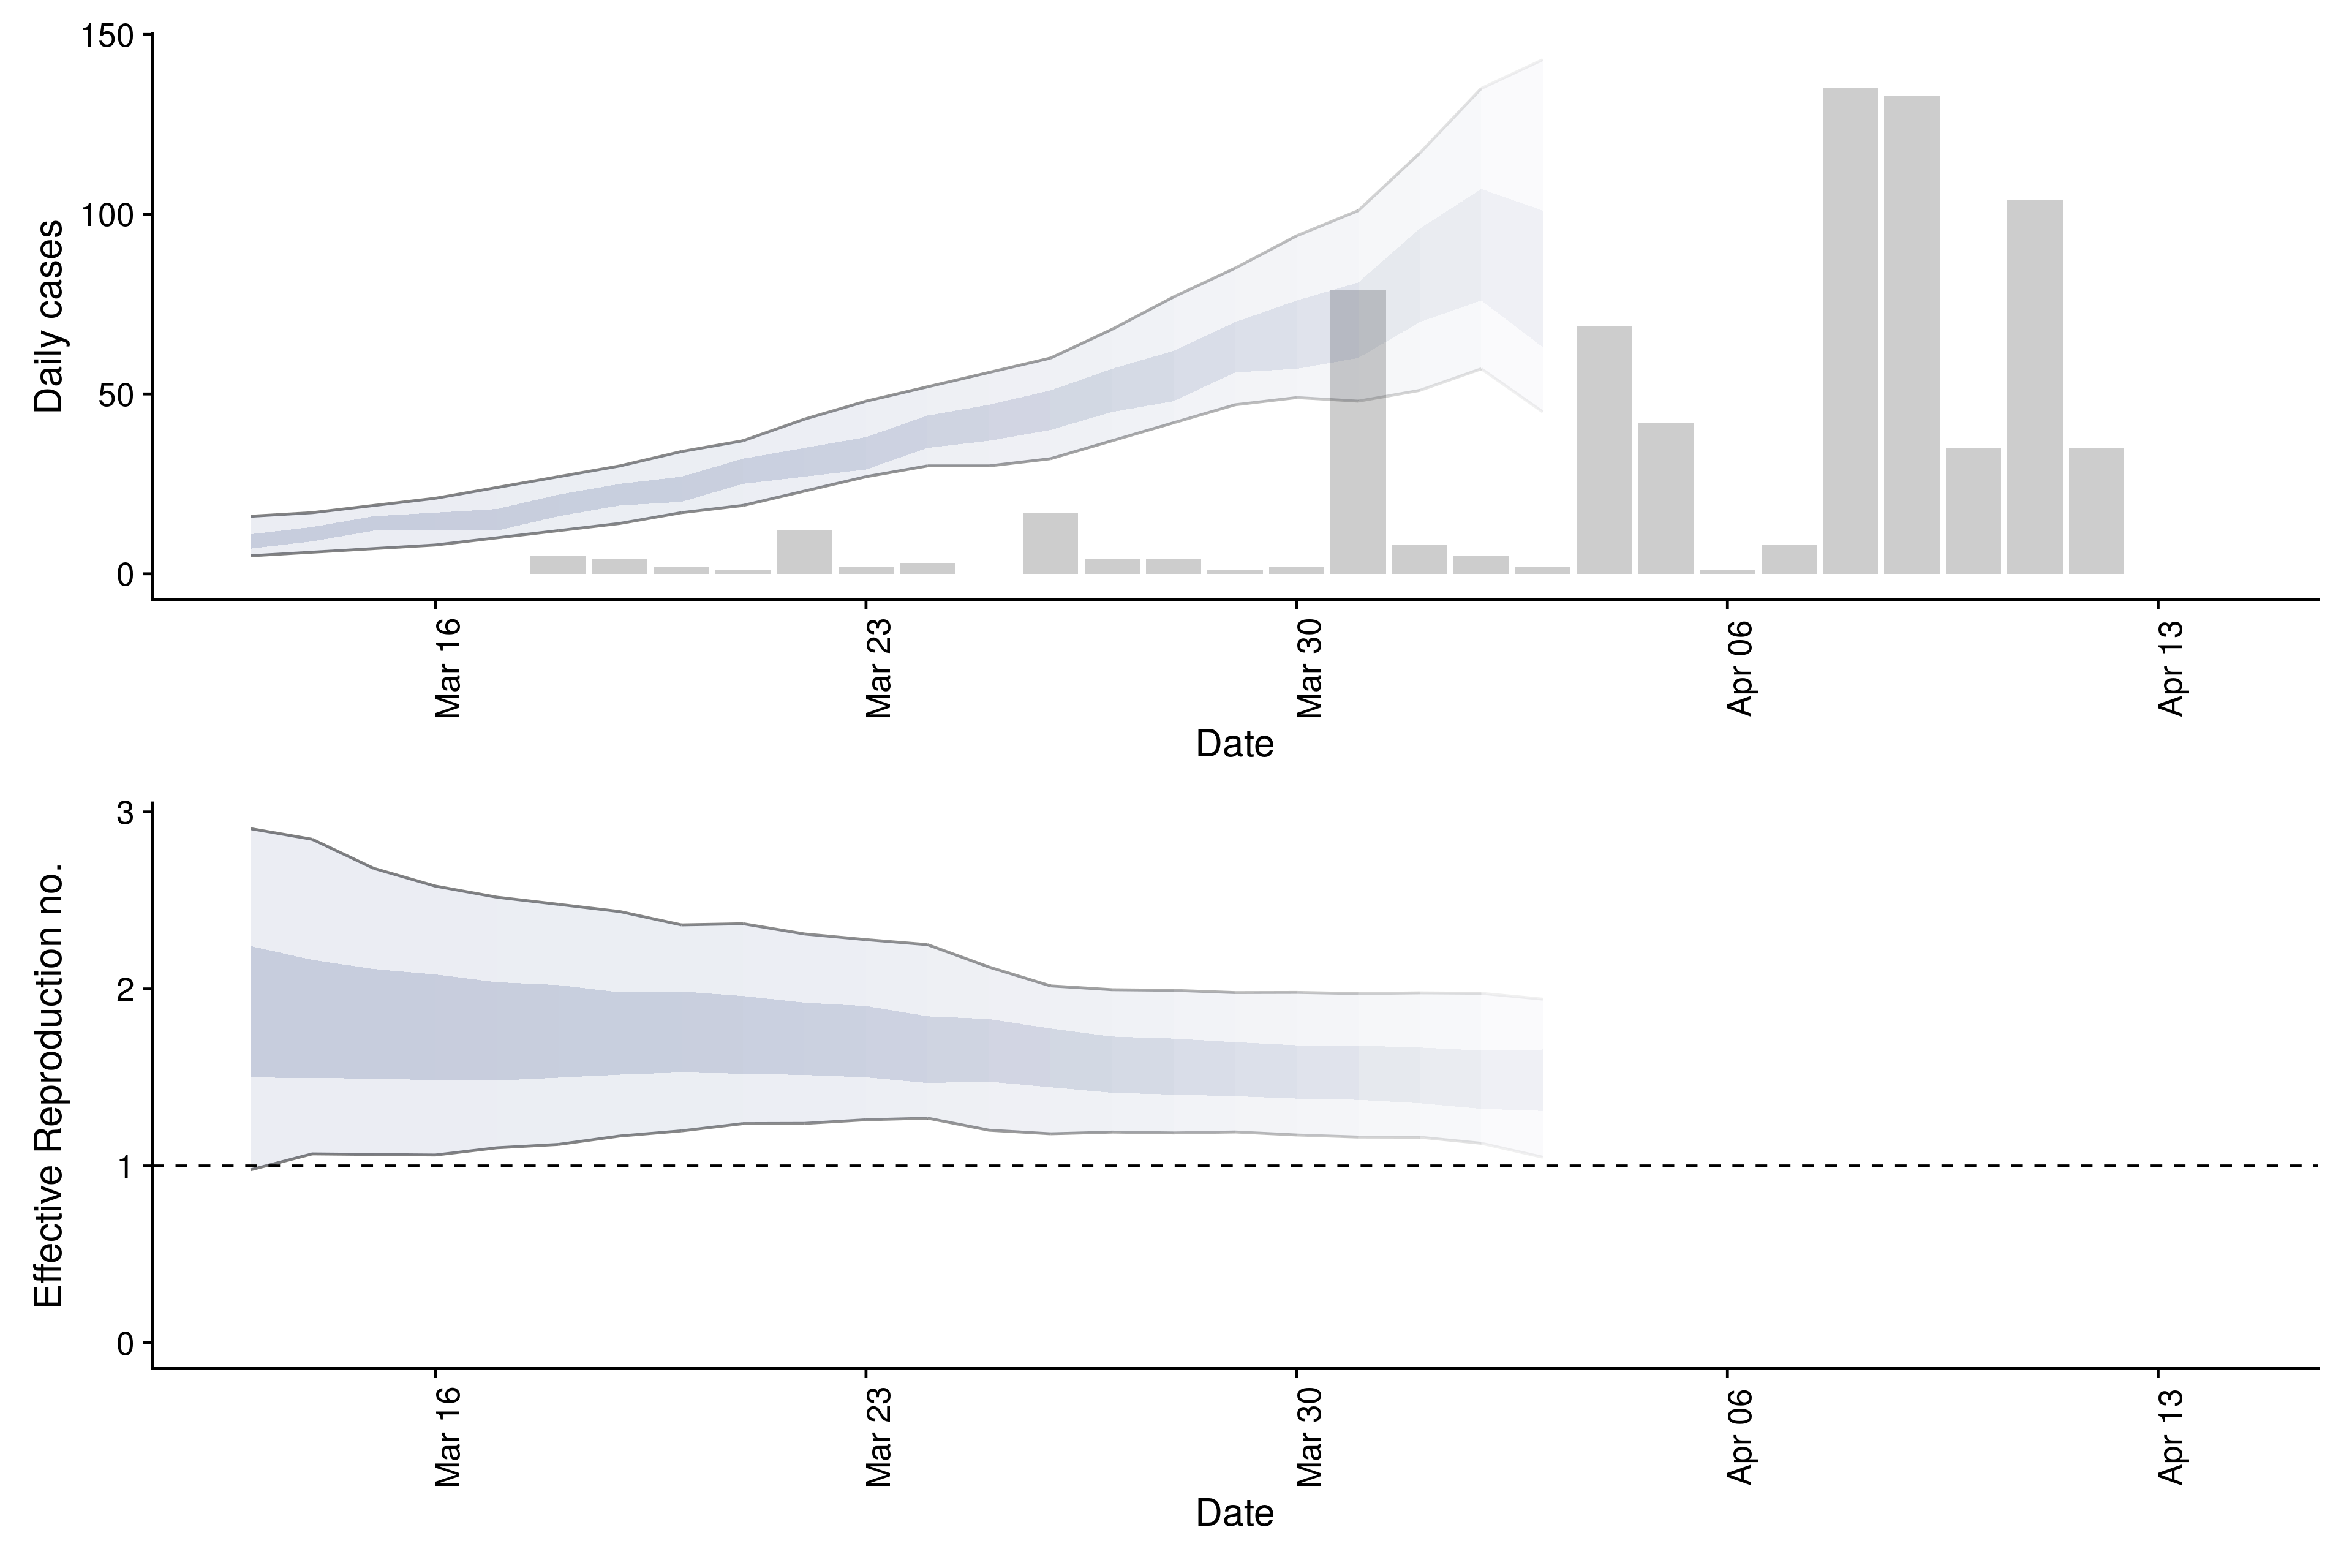 150
100
50
0
Daily cases
Mar 16
Mar 23
Mar 30
Apr 06
Apr 13
Date
3
2
1
0
Effective Reproduction no.
Mar 16
Mar 23
Mar 30
Apr 06
Apr 13
Date